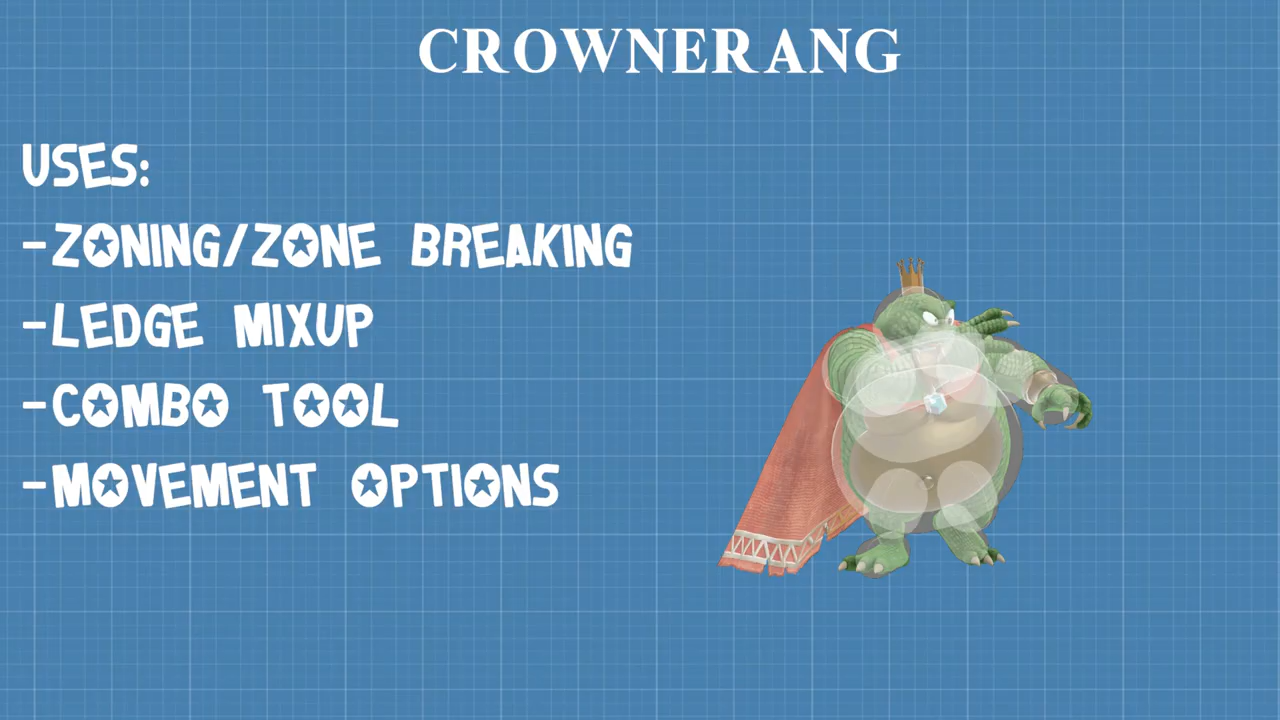 CROWNERANG
USES:
-ZONING/ZONE BREAKING
-LEDGE MIXUP
-COMBO TOOL
-MOVEMENT OPTIONS